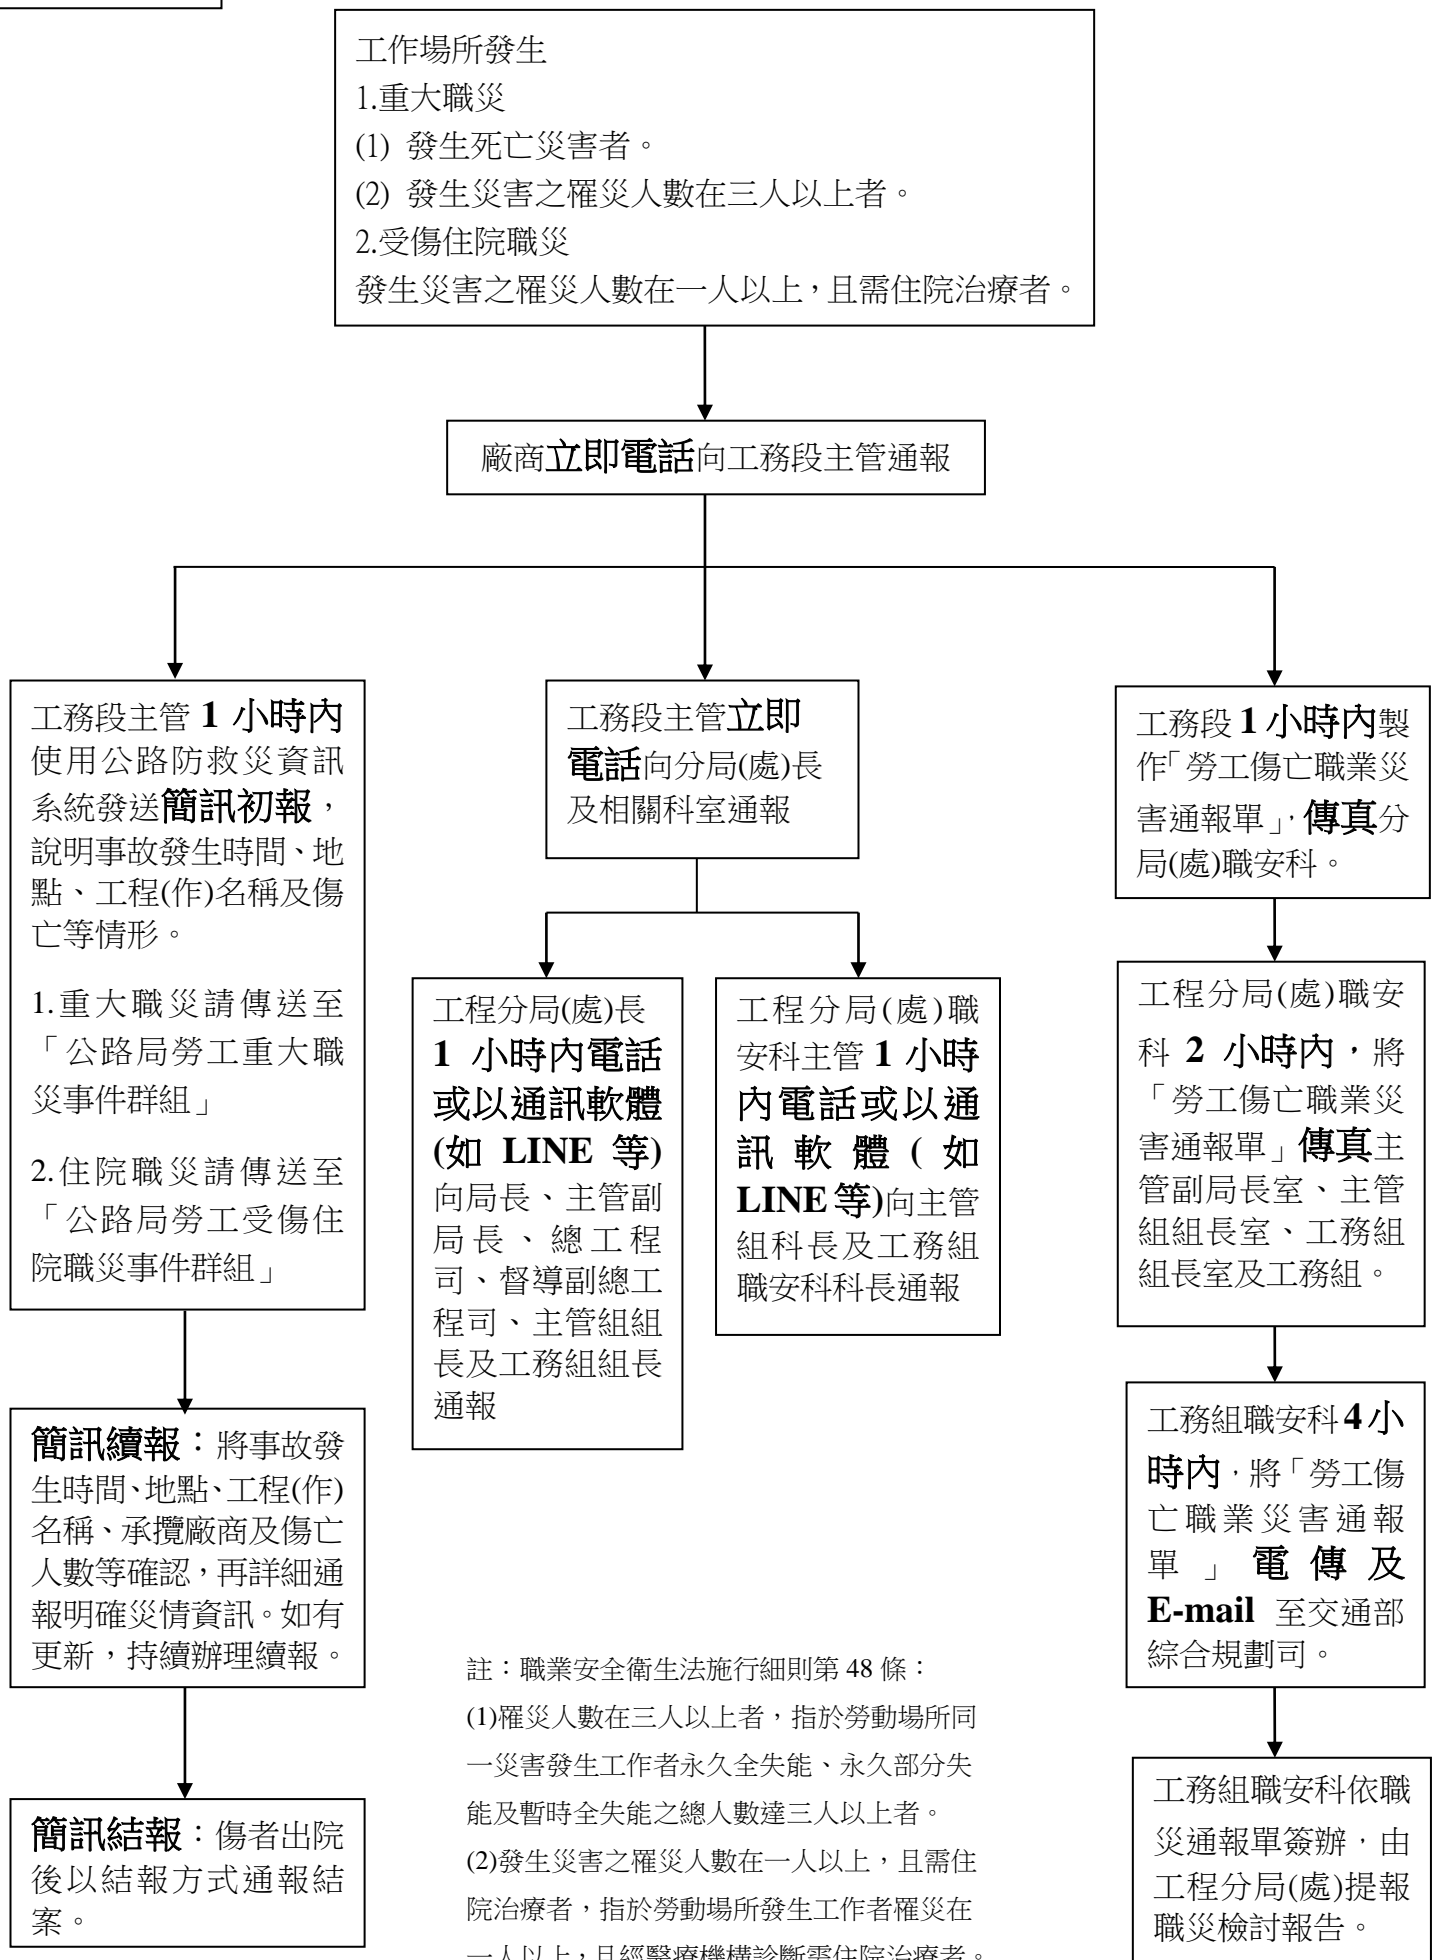 工作場所發生
1.重大職災
(1) 發生死亡災害者。
(2) 發生災害之罹災人數在三人以上者。
2.受傷住院職災
發生災害之罹災人數在一人以上，且需住院治療者。
廠商立即電話向工務段主管通報
工務段主管 1 小時內
使用公路防救災資訊
系統發送簡訊初報，
說明事故發生時間、地
點、工程(作)名稱及傷
亡等情形。
1.重大職災請傳送至
「公路局勞工重大職
災事件群組」
2.住院職災請傳送至
「公路局勞工受傷住
院職災事件群組」
簡訊續報：將事故發
生時間、地點、工程(作)
名稱、承攬廠商及傷亡
人數等確認，再詳細通
報明確災情資訊。如有
更新，持續辦理續報。
簡訊結報：傷者出院
後以結報方式通報結
案。
工務段主管立即
電話向分局(處)長
及相關科室通報
工程分局(處)長
1 小時內電話
或以通訊軟體
(如 LINE 等)
向局長、主管副
局長、總工程
司、督導副總工
程司、主管組組
長及工務組組長
通報
工程分局(處)職
安科主管 1 小時
內電話或以通
訊軟體(如
LINE 等)向主管
組科長及工務組
職安科科長通報
工務段 1 小時內製
作「勞工傷亡職業災
害通報單」，傳真分
局(處)職安科。
工程分局(處)職安
科 2 小時內，將
「勞工傷亡職業災
害通報單」傳真主
管副局長室、主管
組組長室、工務組
組長室及工務組。
工務組職安科 4 小
時內，將「勞工傷
亡職業災害通報
單」電傳及
E-mail 至交通部
綜合規劃司。
工務組職安科依職
災通報單簽辦，由
工程分局(處)提報
職災檢討報告。
註：職業安全衛生法施行細則第 48 條：
(1)罹災人數在三人以上者，指於勞動場所同
一災害發生工作者永久全失能、永久部分失
能及暫時全失能之總人數達三人以上者。
(2)發生災害之罹災人數在一人以上，且需住
院治療者，指於勞動場所發生工作者罹災在
一人以上，且經醫療機構診斷需住院治療者。